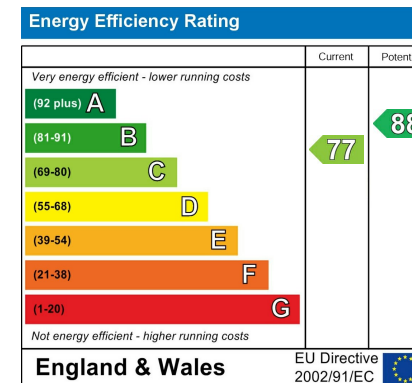 Energy Efficiency Rating
Current Potent
Very energy efficient - lower running costs
(92 plus) A
(81-91) B
88
(69-80) C
77
(55-68) D
(39-54) E
(21-38) F
(1-20) G
Not energy efficient - higher running costs
England & Wales
EU Directive
2002/91/EC